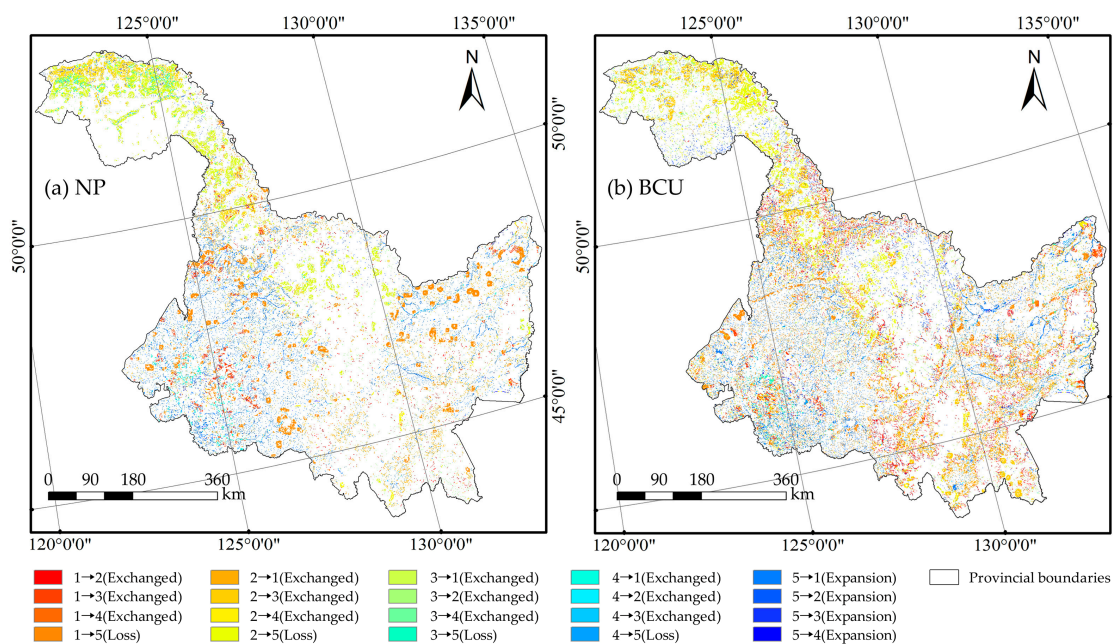 125°0'0" 130°0'0" 135°0'0" 125°0'0" 130°0'0" 135°0'0"
N N
50°0'0" 50°0'0"
(a) NP (b) BCU
50°0'0" 50°0'0"
45°0'0" 45°0'0"
0 90 180 360 0 90 180 360
km km
120°0'0" 125°0'0" 130°0'0" 120°0'0" 125°0'0" 130°0'0"
1→2(Exchanged) 2→1(Exchanged) 3→1(Exchanged) 4→1(Exchanged) 5→1(Expansion) Provincial boundaries
1→3(Exchanged) 2→3(Exchanged) 3→2(Exchanged) 4→2(Exchanged) 5→2(Expansion)
1→4(Exchanged) 2→4(Exchanged) 3→4(Exchanged) 4→3(Exchanged) 5→3(Expansion)
1→5(Loss) 2→5(Loss) 3→5(Loss) 4→5(Loss) 5→4(Expansion)